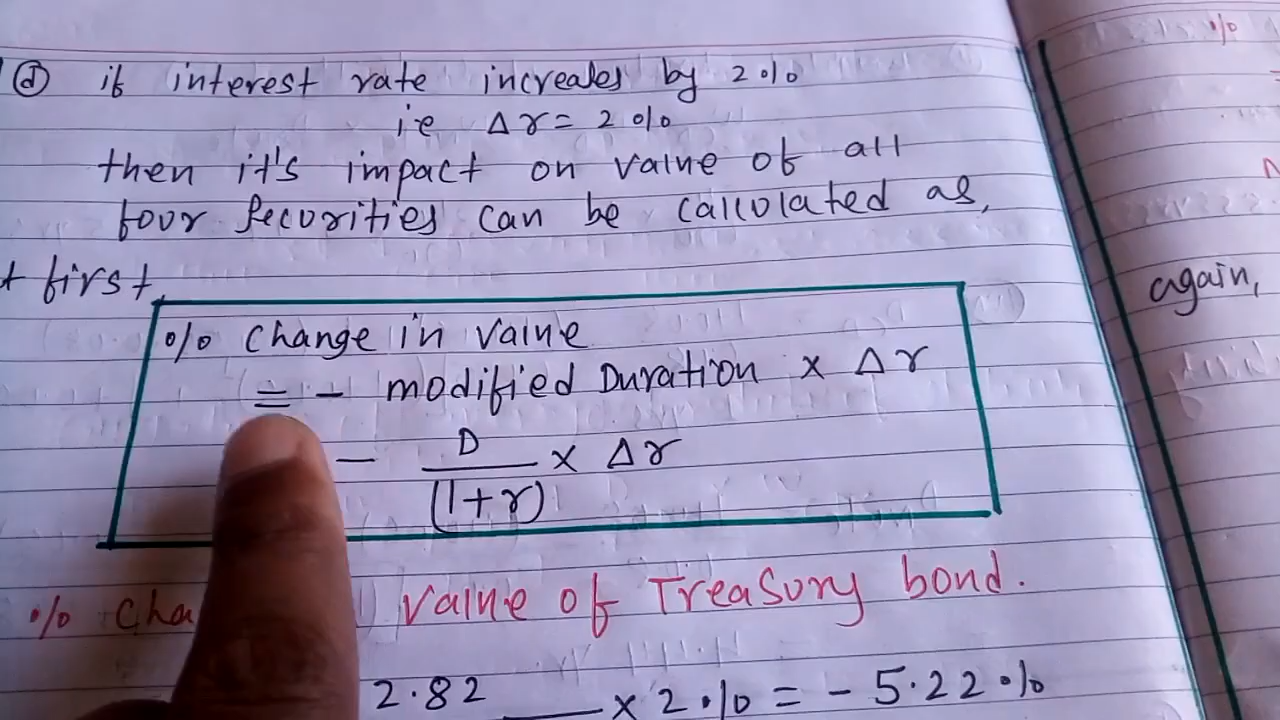 ⓓ if interest rate increases by 2%
ie Δr = 2%
then it's impact on value of all
four securities can be calculated as,
first,
% Change in value
= - modified Duration × Δr
- D / (1+r) × Δr
% Cha value of Treasury bond.
2.82 × 2% = - 5.22%
%
again,